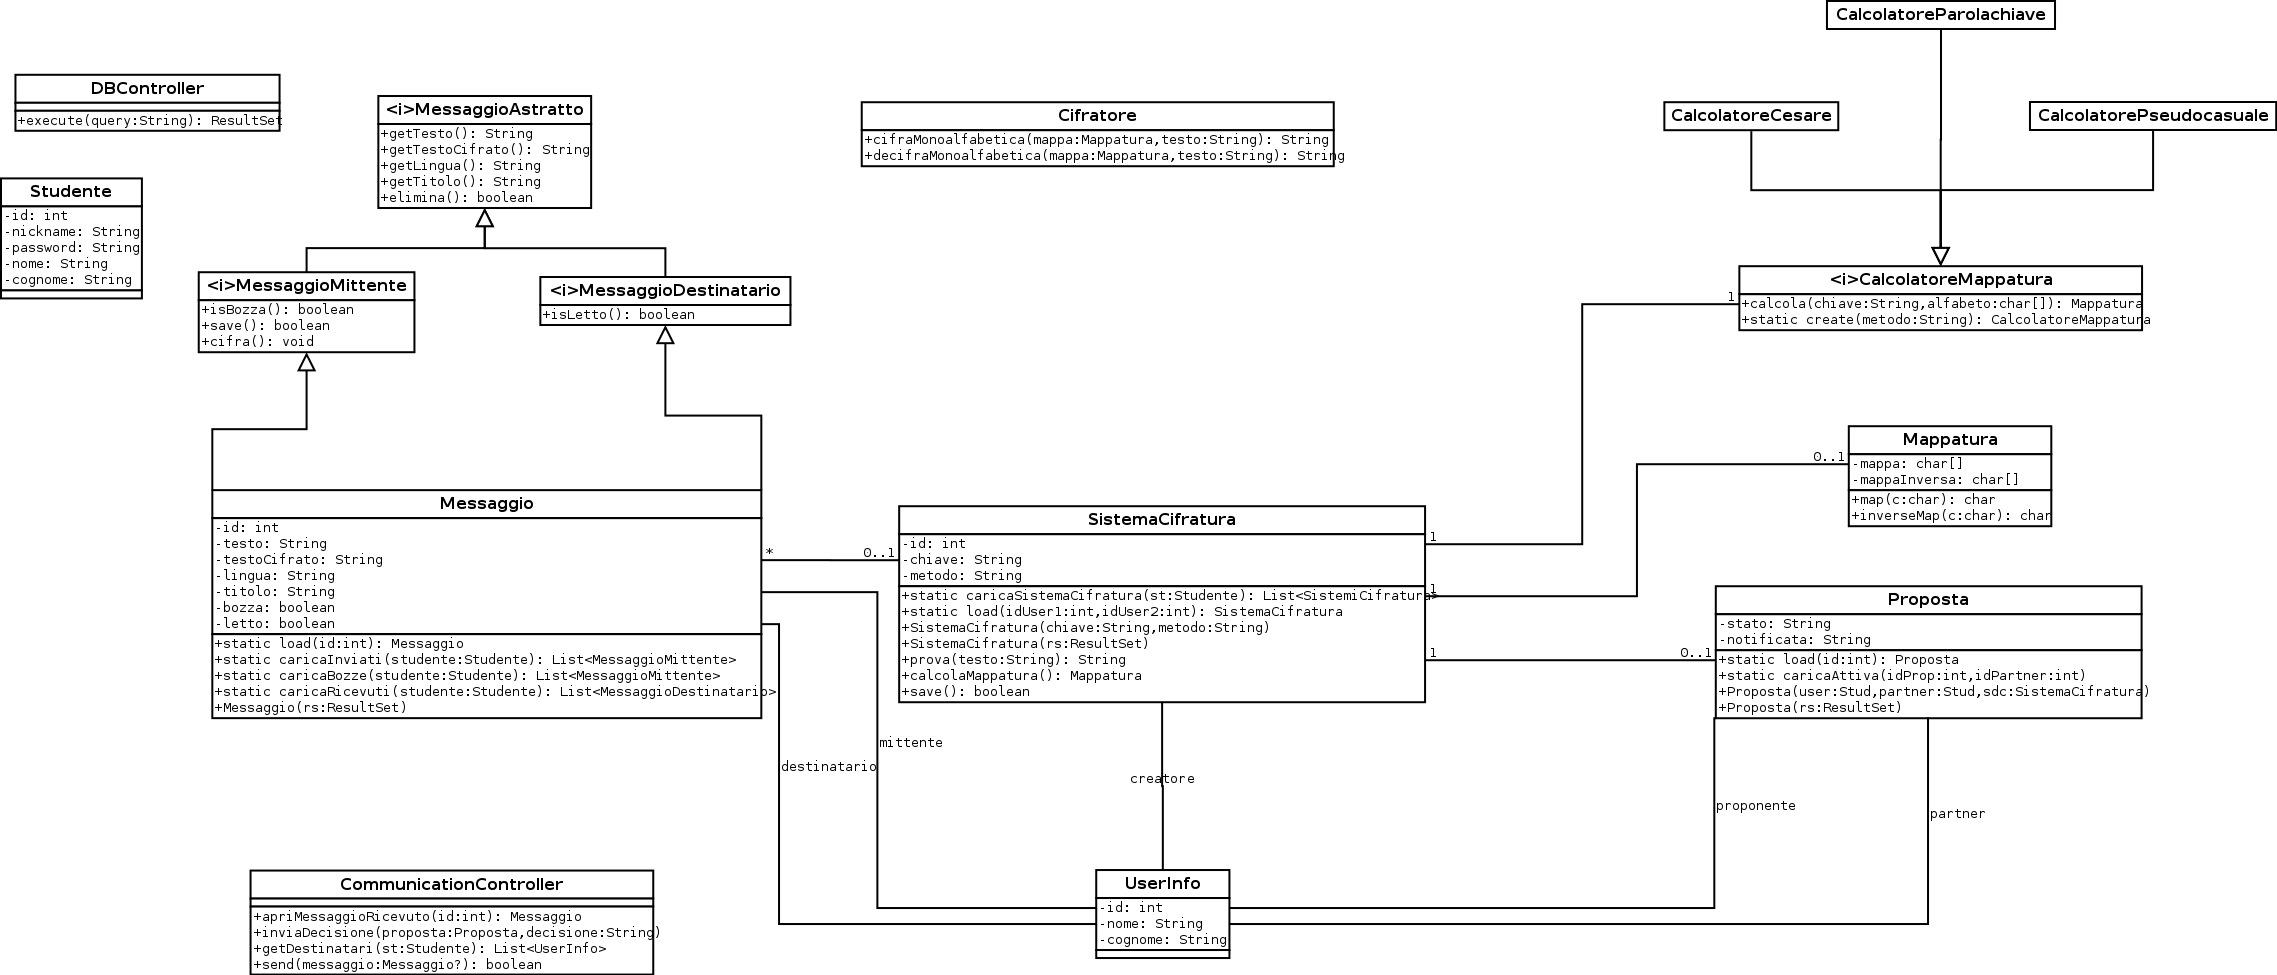 CalcolatoreParolachiave
DBController
+execute(query:String): ResultSet
<i>MessaggioAstratto
+getTesto(): String
+getTestoCifrato(): String
+getLingua(): String
+getTitolo(): String
+elimina(): boolean
Cifratore
+cifraMonoalfabetica(mappa:Mappatura,testo:String): String
+decifraMonoalfabetica(mappa:Mappatura,testo:String): String
CalcolatoreCesare
CalcolatorePseudocasuale
Studente
-id: int
-nickname: String
-password: String
-nome: String
-cognome: String
<i>MessaggioMittente
+isBozza(): boolean
+save(): boolean
+cifra(): void
<i>MessaggioDestinatario
+isLetto(): boolean
<i>CalcolatoreMappatura
+calcola(chiave:String,alfabeto:char[]): Mappatura
+static create(metodo:String): CalcolatoreMappatura
1
Mappatura
-mappa: char[]
-mappaInversa: char[]
+map(c:char): char
+inverseMap(c:char): char
0..1
Messaggio
-id: int
-testo: String
-testoCifrato: String
-lingua: String
-titolo: String
-bozza: boolean
-letto: boolean
+static load(id:int): Messaggio
+static caricaInviati(studente:Studente): List<MessaggioMittente>
+static caricaBozze(studente:Studente): List<MessaggioMittente>
+static caricaRicevuti(studente:Studente): List<MessaggioDestinatario>
+Messaggio(rs:ResultSet)
*
0..1
SistemaCifratura
-id: int
-chiave: String
-metodo: String
+static caricaSistemaCifratura(st:Studente): List<SistemiCifratura>
+static load(idUser1:int,idUser2:int): SistemaCifratura
+SistemaCifratura(chiave:String,metodo:String)
+SistemaCifratura(rs:ResultSet)
+prova(testo:String): String
+calcolaMappatura(): Mappatura
+save(): boolean
1
1
1
0..1
Proposta
-stato: String
-notificata: String
+static load(id:int): Proposta
+static caricaAttiva(idProp:int,idPartner:int)
+Proposta(user:Stud,partner:Stud,sdc:SistemaCifratura)
+Proposta(rs:ResultSet)
mittente
destinatario
creatore
proponente
partner
CommunicationController
+apriMessaggioRicevuto(id:int): Messaggio
+inviaDecisione(proposta:Proposta,decisione:String)
+getDestinatari(st:Studente): List<UserInfo>
+send(messaggio:Messaggio?): boolean
UserInfo
-id: int
-nome: String
-cognome: String